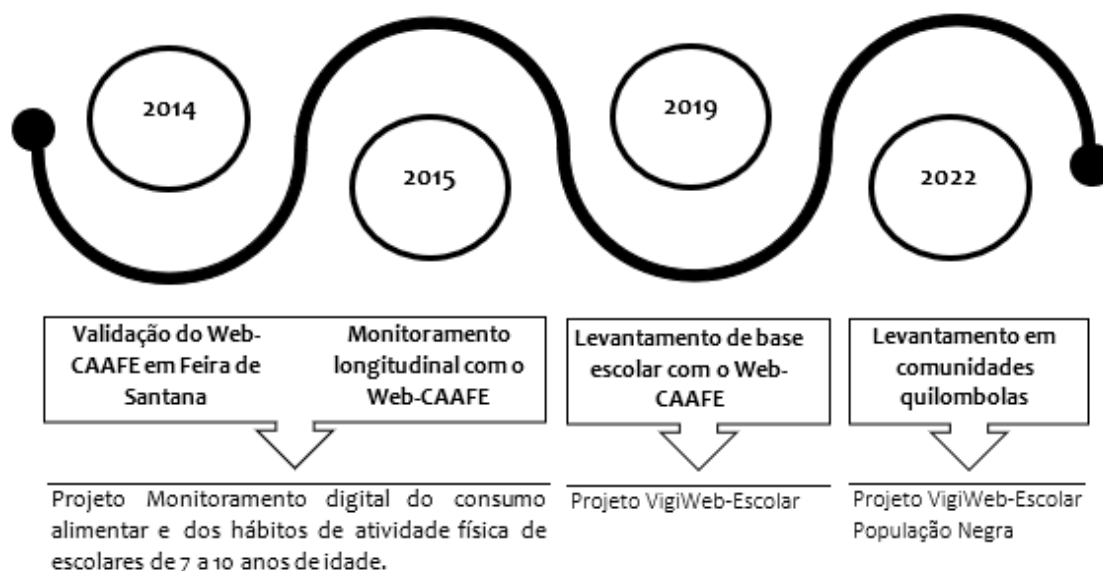 2014
2015
2019
2022
Validação do Web-
CAAFE em Feira de
Santana
Monitoramento
longitudinal com o
Web-CAAFE
Levantamento de base
escolar com o Web-
CAAFE
Levantamento em
comunidades
quilombolas
Projeto Monitoramento digital do consumo
alimentar e dos hábitos de atividade física de
escolares de 7 a 10 anos de idade.
Projeto VigiWeb-Escolar
Projeto VigiWeb-Escolar
População Negra